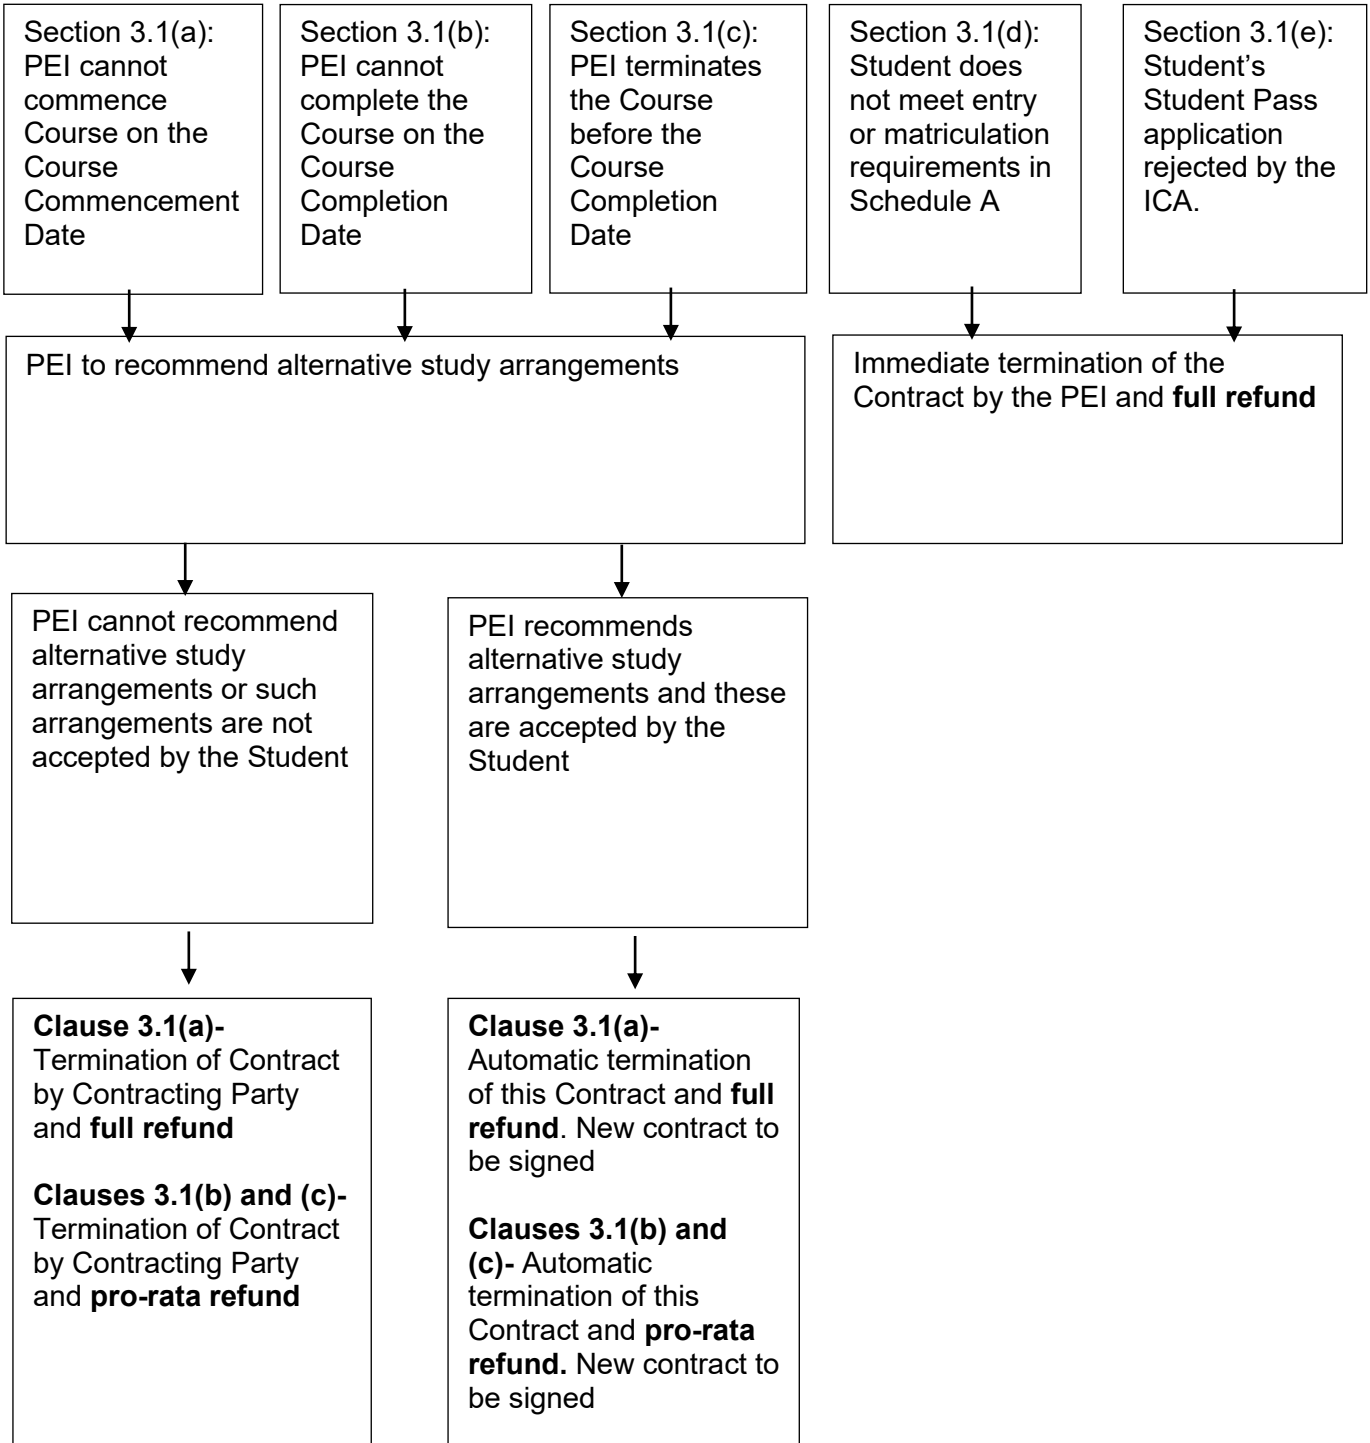 Section 3.1(a):
PEI cannot
commence
Course on the
Course
Commencement
Date
Section 3.1(b):
PEI cannot
complete the
Course on the
Course
Completion
Date
Section 3.1(c):
PEI terminates
the Course
before the
Course
Completion
Date
Section 3.1(d):
Student does
not meet entry
or matriculation
requirements in
Schedule A
Section 3.1(e):
Student’s
Student Pass
application
rejected by the
ICA.
PEI to recommend alternative study arrangements
Immediate termination of the
Contract by the PEI and full refund
PEI cannot recommend
alternative study
arrangements or such
arrangements are not
accepted by the Student
PEI recommends
alternative study
arrangements and these
are accepted by the
Student
Clause 3.1(a)-
Termination of Contract
by Contracting Party
and full refund
Clauses 3.1(b) and (c)-
Termination of Contract
by Contracting Party
and pro-rata refund
Clause 3.1(a)-
Automatic termination
of this Contract and full
refund. New contract to
be signed
Clauses 3.1(b) and
(c)- Automatic
termination of this
Contract and pro-rata
refund. New contract to
be signed